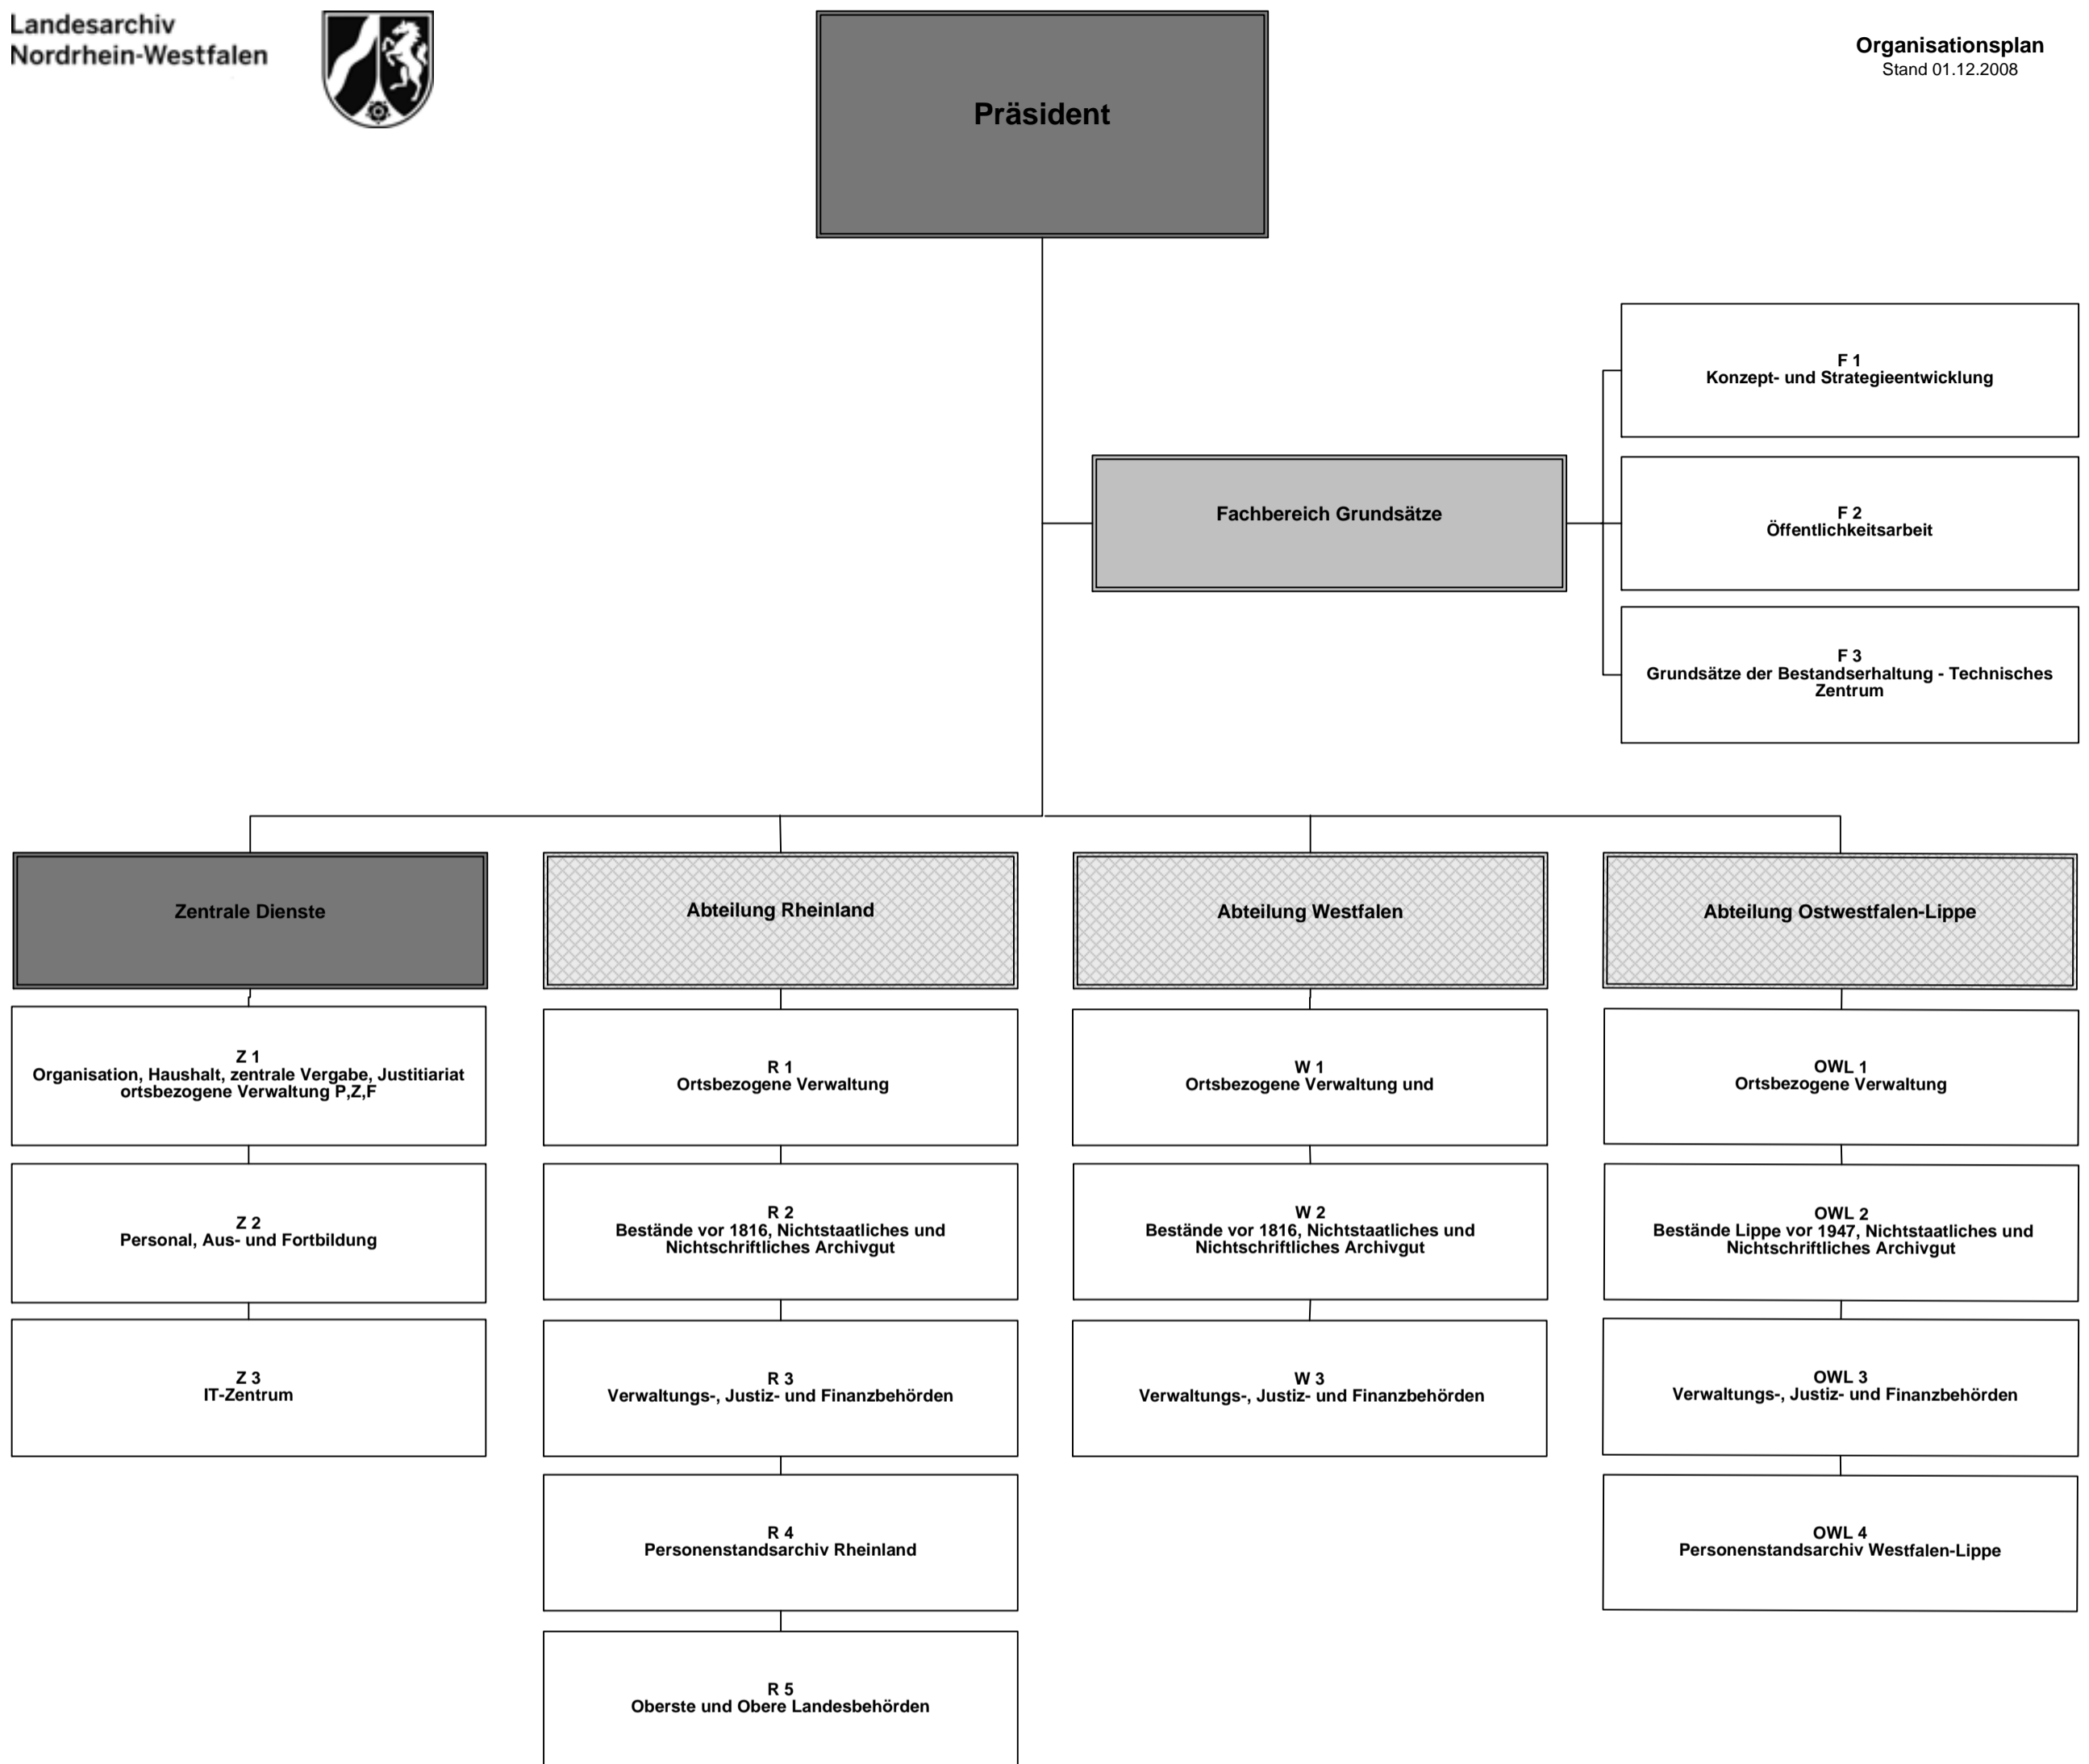 Landesarchiv
Nordrhein-Westfalen
Organisationsplan
Stand 01.12.2008
Präsident
F 1
Konzept- und Strategieentwicklung
Fachbereich Grundsätze
F 2
Öffentlichkeitsarbeit
F 3
Grundsätze der Bestandserhaltung - Technisches
Zentrum
Zentrale Dienste
Z 1
Organisation, Haushalt, zentrale Vergabe, Justitiariat
ortsbezogene Verwaltung P,Z,F
Z 2
Personal, Aus- und Fortbildung
Z 3
IT-Zentrum
Abteilung Rheinland
R 1
Ortsbezogene Verwaltung
R 2
Bestände vor 1816, Nichtstaatliches und
Nichtschriftliches Archivgut
R 3
Verwaltungs-, Justiz- und Finanzbehörden
R 4
Personenstandsarchiv Rheinland
R 5
Oberste und Obere Landesbehörden
Abteilung Westfalen
W 1
Ortsbezogene Verwaltung und
W 2
Bestände vor 1816, Nichtstaatliches und
Nichtschriftliches Archivgut
W 3
Verwaltungs-, Justiz- und Finanzbehörden
Abteilung Ostwestfalen-Lippe
OWL 1
Ortsbezogene Verwaltung
OWL 2
Bestände Lippe vor 1947, Nichtstaatliches und
Nichtschriftliches Archivgut
OWL 3
Verwaltungs-, Justiz- und Finanzbehörden
OWL 4
Personenstandsarchiv Westfalen-Lippe